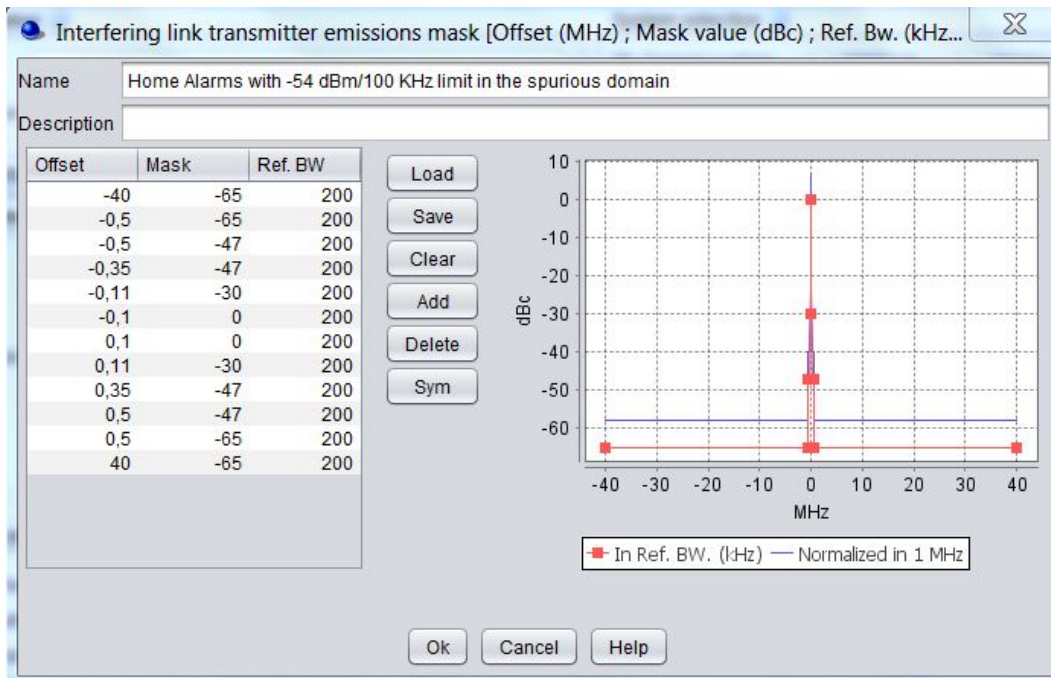 Interfering link transmitter emissions mask [Offset (MHz) ; Mask value (dBc) ; Ref. Bw. (kHz...
Name Home Alarms with -54 dBm/100 KHz limit in the spurious domain
Description
Offset Mask Ref. BW
-40 -65 200
-0,5 -65 200
-0,5 -47 200
-0,35 -47 200
-0,11 -30 200
-0,1 0 200
0,1 0 200
0,11 -30 200
0,35 -47 200
0,5 -47 200
0,5 -65 200
40 -65 200
Load
Save
Clear
Add
Delete
Sym
dBc
10
0
-10
-20
-30
-40
-50
-60
-40 -30 -20 -10 0 10 20 30 40
MHz
In Ref. BW. (kHz) Normalized in 1 MHz
Ok Cancel Help